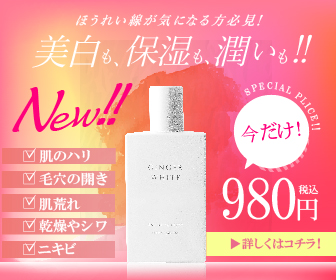 ほうれい線が気になる方必見!
美白も、保湿も、潤いも!!
New!!
SPECIAL PLICE!!
今だけ!
肌のハリ
毛穴の開き
肌荒れ
乾燥やシワ
ニキビ
GINGER
WHITE
980円
税込
▶詳しくはコチラ!